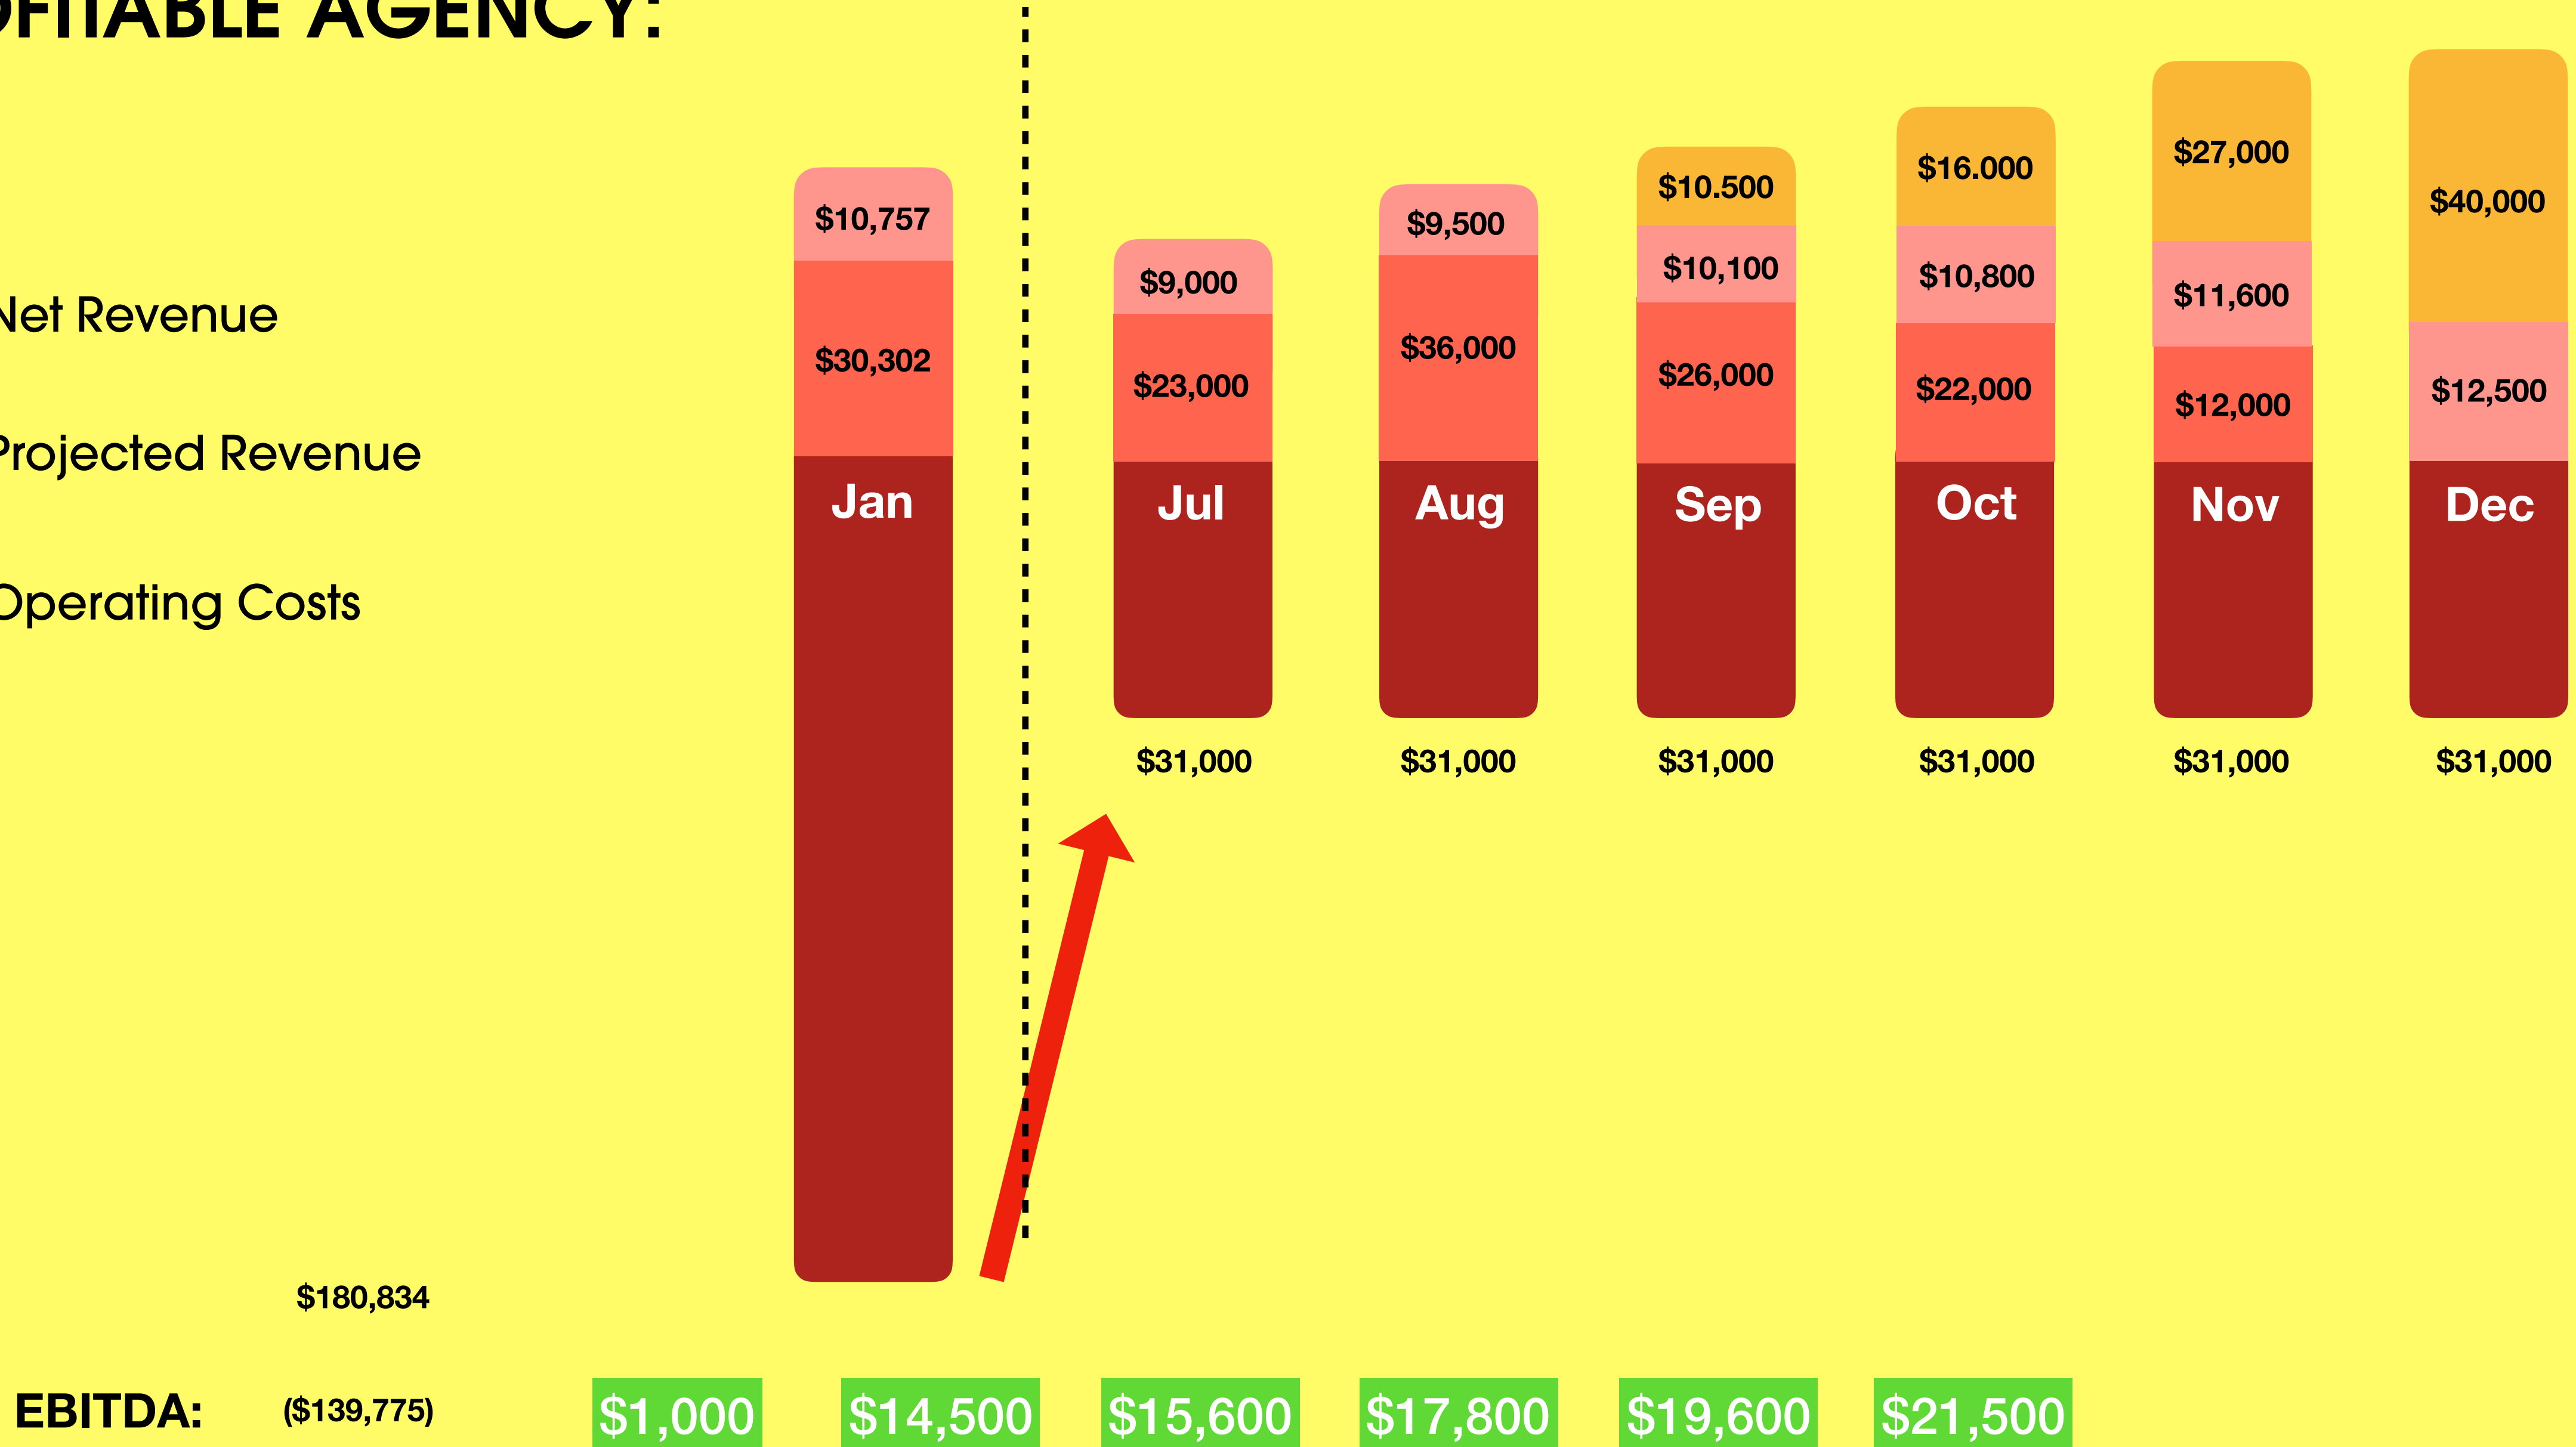 OFITABLE AGENCY:
Net Revenue
Projected Revenue
Operating Costs
$10,757
$30,302
Jan
$9,000
$23,000
Jul
$31,000
$9,500
$36,000
Aug
$31,000
$10.500
$10,100
$26,000
Sep
$31,000
$16.000
$10,800
$22,000
Oct
$31,000
$27,000
$11,600
$12,000
Nov
$31,000
$40,000
$12,500
Dec
$31,000
$180,834
EBITDA: ($139,775) $1,000 $14,500 $15,600 $17,800 $19,600 $21,500